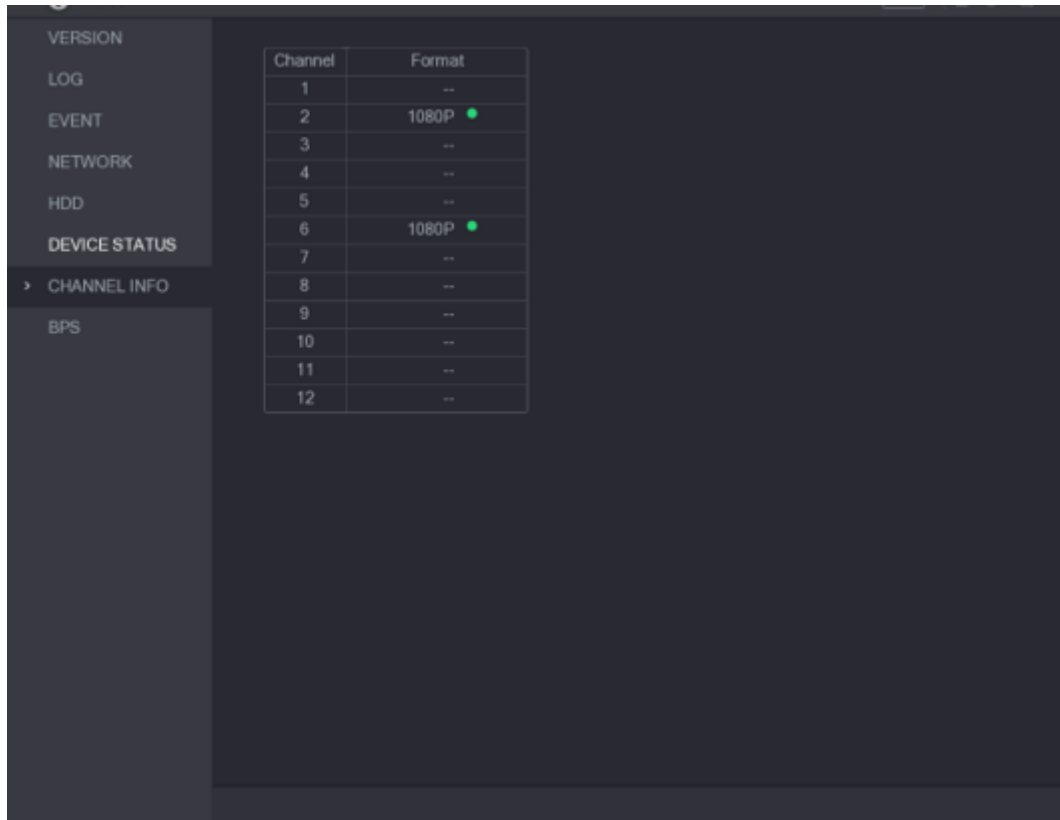 VERSION
LOG
EVENT
NETWORK
HDD
DEVICE STATUS
› CHANNEL INFO
BPS
Channel Format
1 --
2 1080P
3 --
4 --
5 --
6 1080P
7 --
8 --
9 --
10 --
11 --
12 --